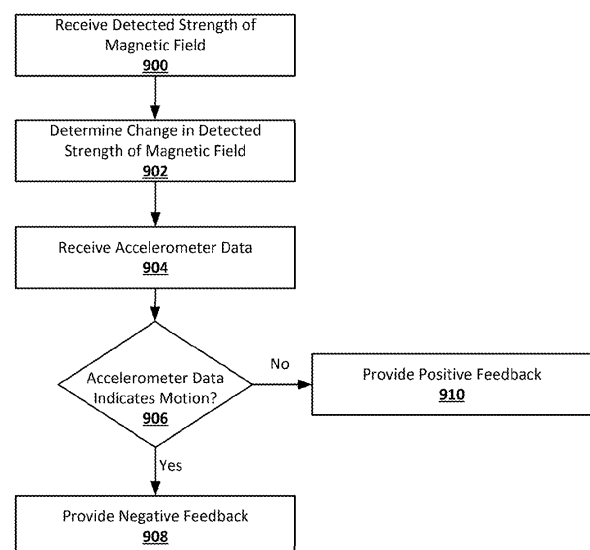 Receive Detected Strength of
Magnetic Field
900
Determine Change in Detected
Strength of Magnetic Field
902
Receive Accelerometer Data
904
Accelerometer Data
Indicates Motion?
906
No
Provide Positive Feedback
910
Yes
Provide Negative Feedback
908